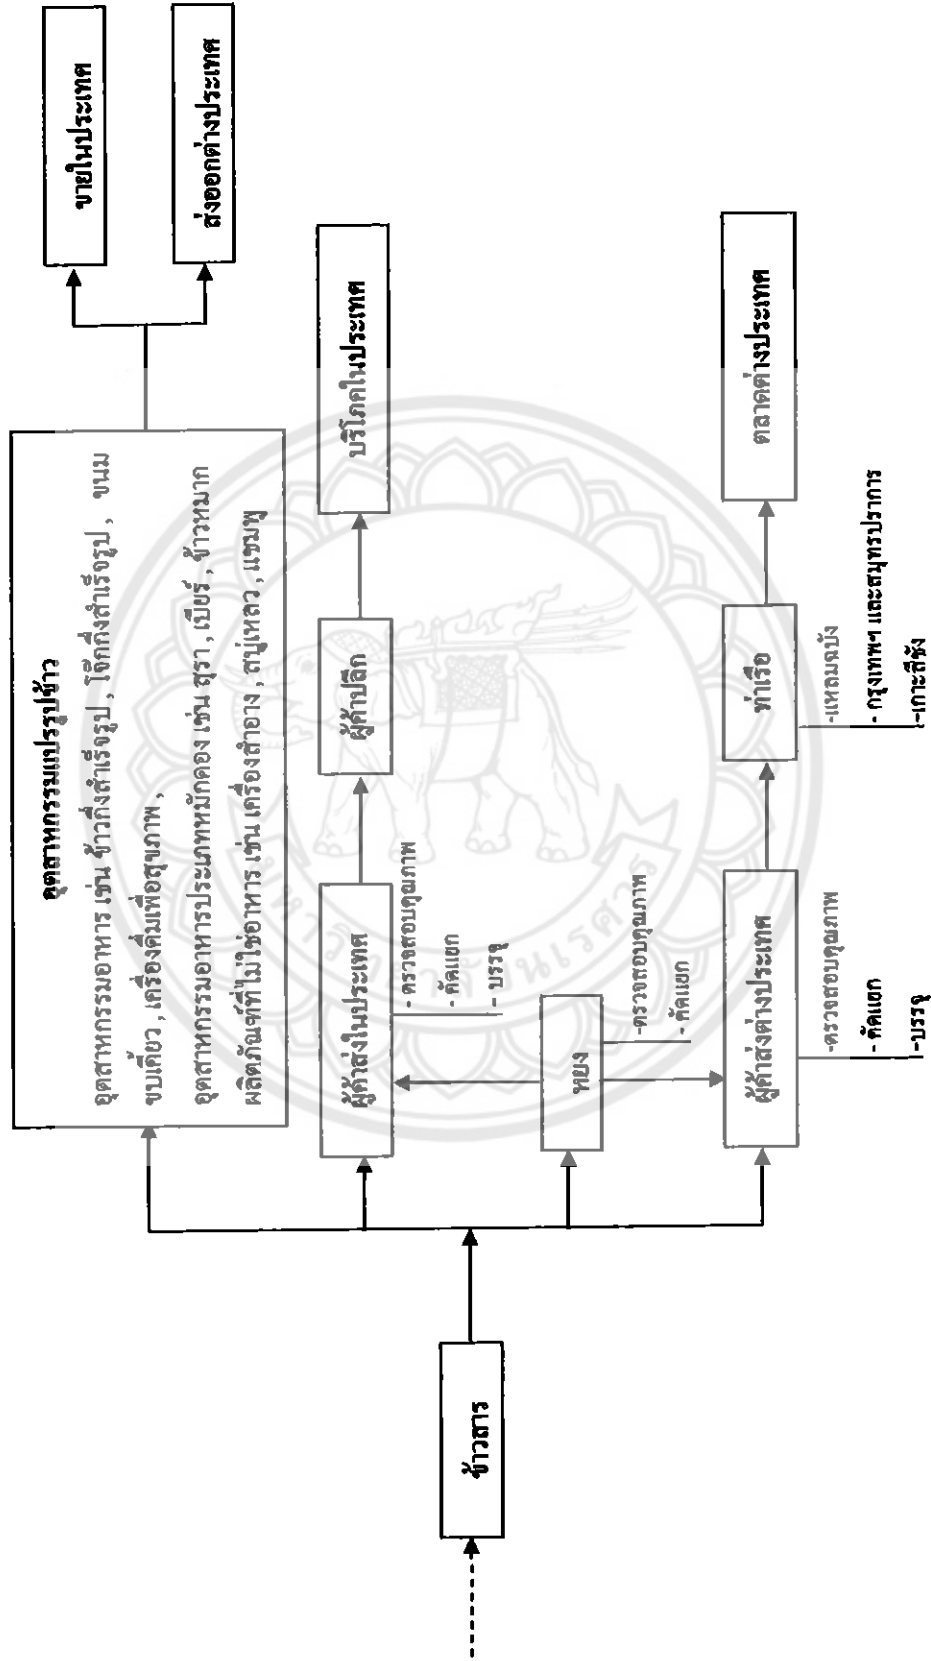 อุตสาหกรรมแปรรูปข้าว
อุตสาหกรรมอาหาร เช่น ข้าวกึ่งสำเร็จรูป , โจ๊กกึ่งสำเร็จรูป , ขนม
ขบเคี้ยว , เครื่องดื่มเพื่อสุขภาพ ,
อุตสาหกรรมอาหารประเภทหมักดอง เช่น สุรา , เบียร์ , ข้าวหมาก
ผลิตภัณฑ์ที่ไม่ใช่อาหาร เช่น เครื่องสำอาง , สบู่เหลว , แชมพู
ขายในประเทศ
ส่งออกต่างประเทศ
ผู้ค้าส่งในประเทศ
- ตรวจสอบคุณภาพ
- คัดแยก
- บรรจุ
ผู้ค้าปลีก
บริโภคในประเทศ
ข้าวสาร
หยง
-ตรวจสอบคุณภาพ
- คัดแยก
ผู้ค้าส่งต่างประเทศ
-ตรวจสอบคุณภาพ
- คัดแยก
-บรรจุ
ท่าเรือ
-แหลมฉบัง
- กรุงเทพฯ และสมุทรปราการ
-เกาะสีชัง
ตลาดต่างประเทศ